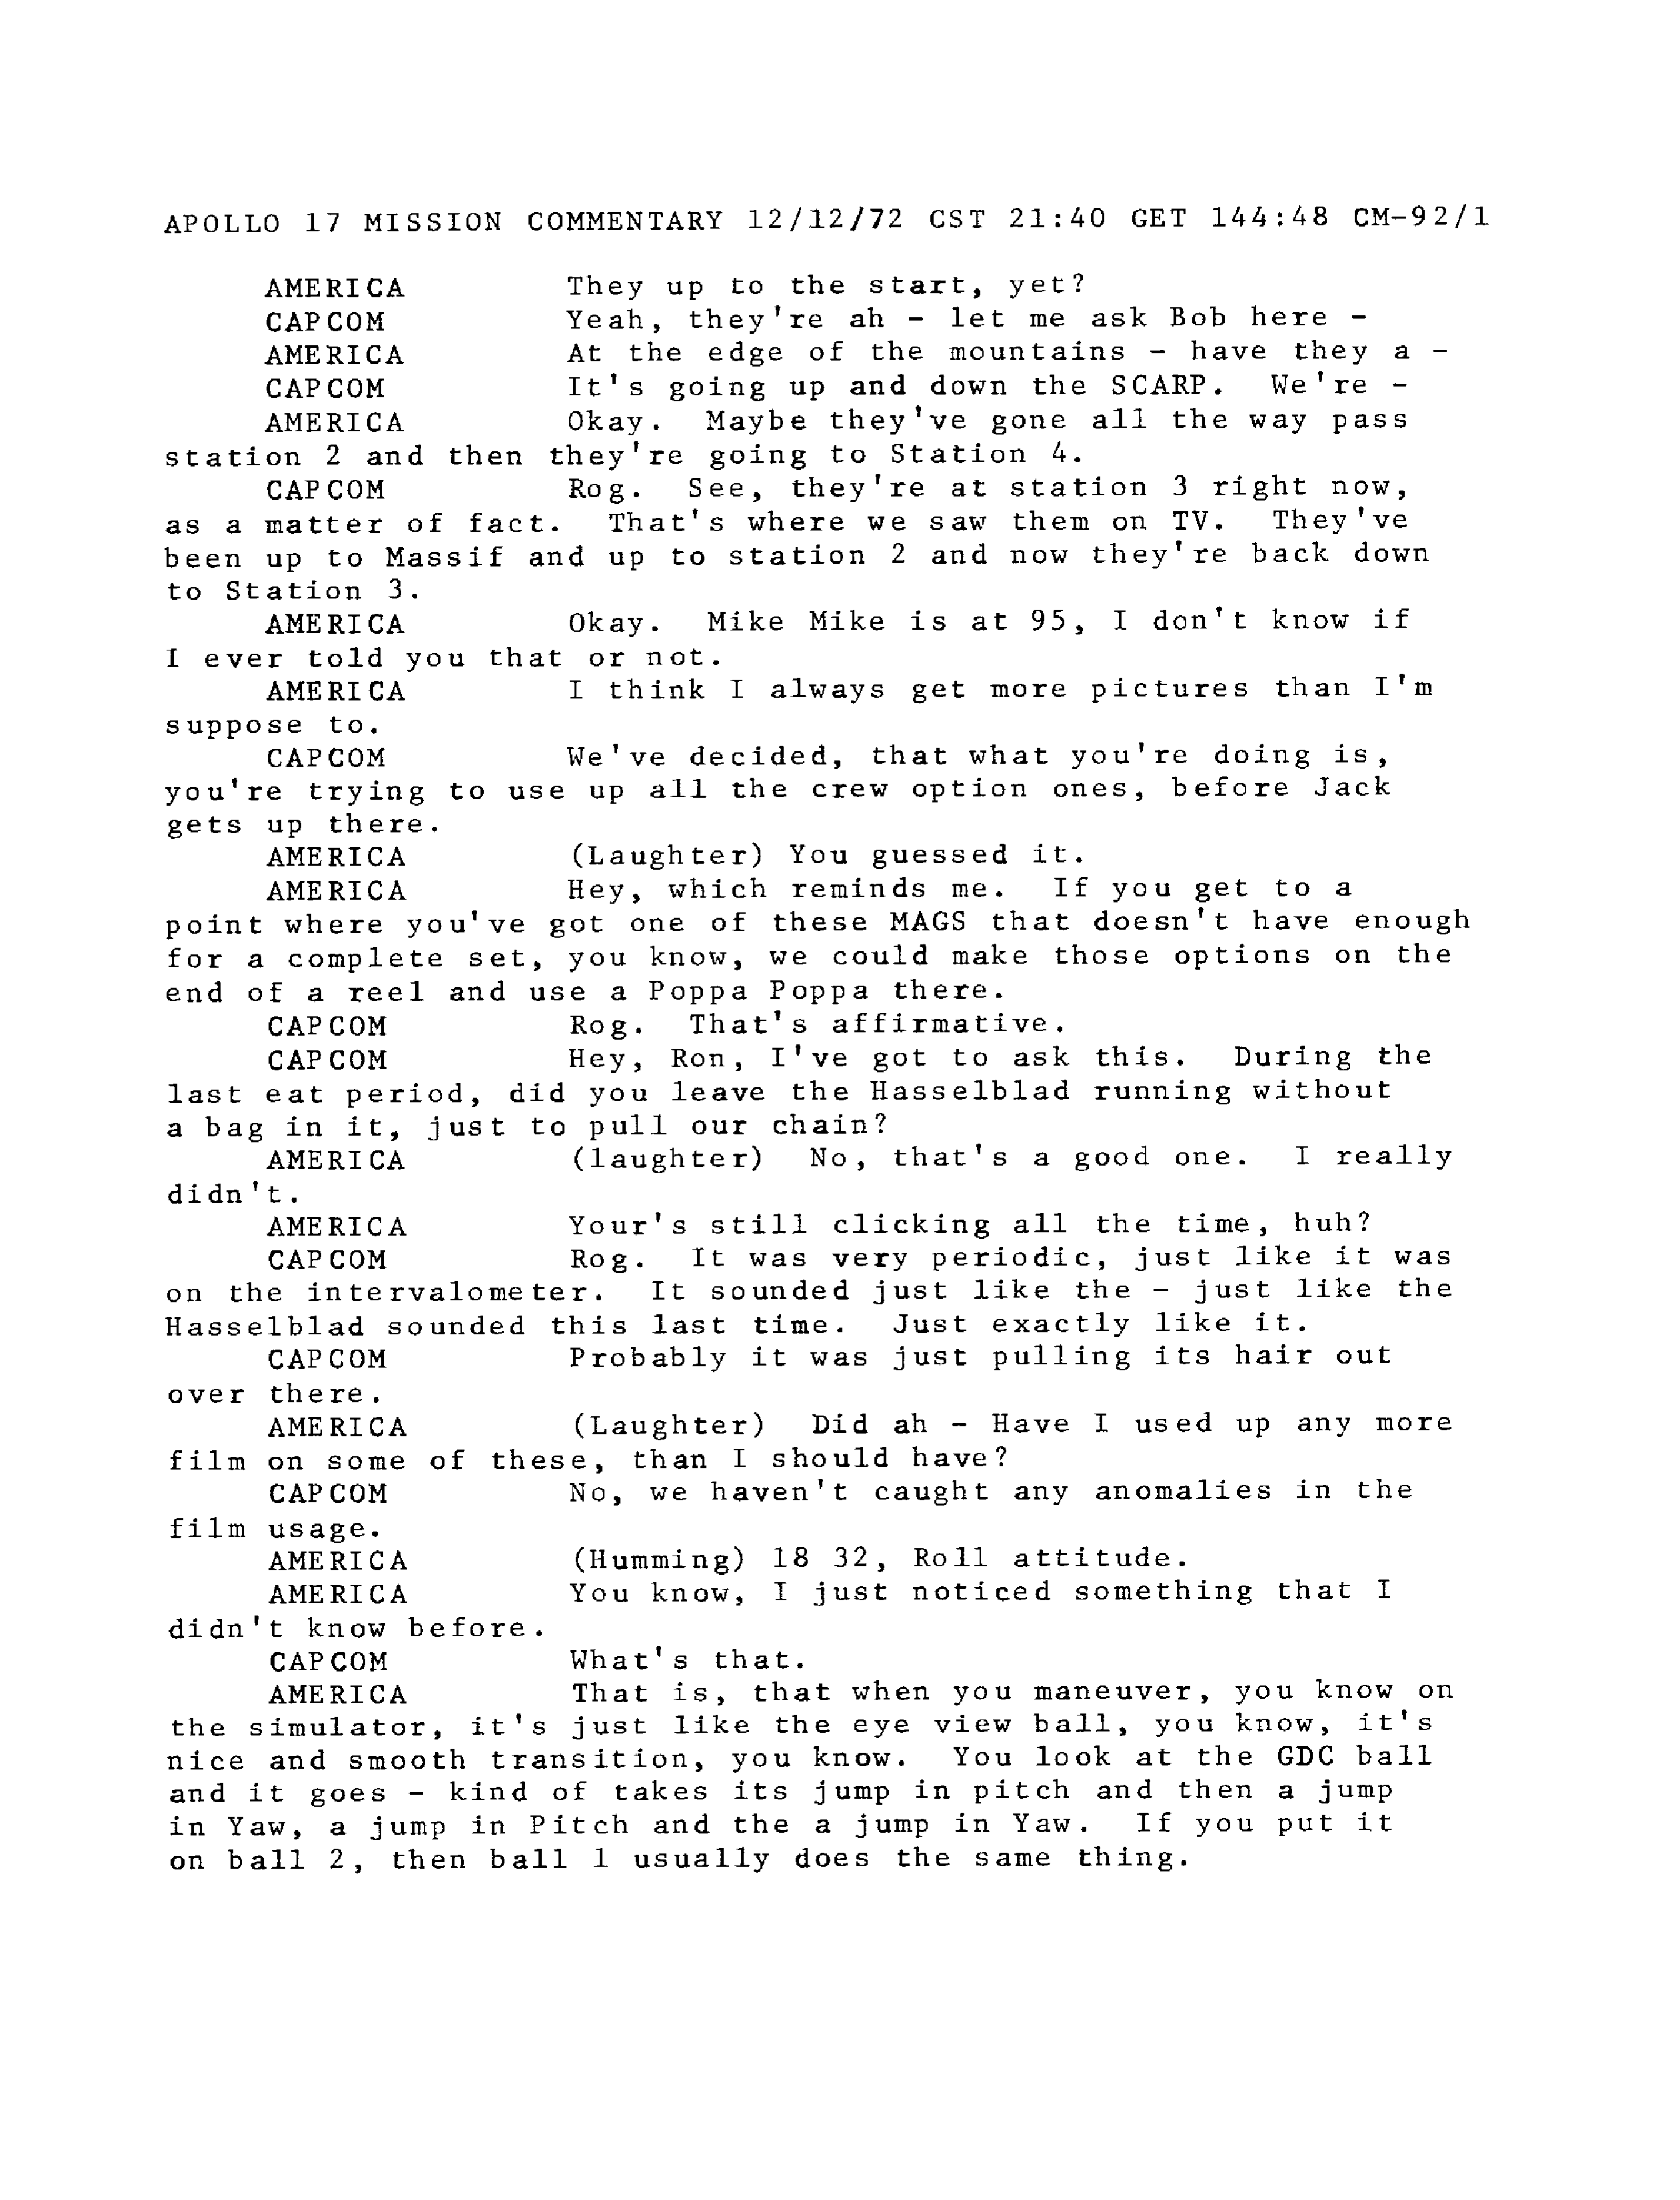 APOLLO 17 MISSION COMMENTARY 12/12/72 CST 21:40 GET 144:48 CM-92/1
AMERICA They up to the start, yet?
CAPCOM Yeah, they're ah - let me ask Bob here -
AMERICA At the edge of the mountains - have they a -
CAPCOM It's going up and down the SCARP. We're -
AMERICA Okay. Maybe they've gone all the way pass
station 2 and then they're going to Station 4.
CAPCOM Rog. See, they're at station 3 right now,
as a matter of fact. That's where we saw them on TV. They've
been up to Massif and up to station 2 and now they're back down
to Station 3.
AMERICA Okay. Mike Mike is at 95, I don't know if
I ever told you that or not.
AMERICA I think I always get more pictures than I'm
suppose to.
CAPCOM We've decided, that what you're doing is,
you're trying to use up all the crew option ones, before Jack
gets up there.
AMERICA (Laughter) You guessed it.
AMERICA Hey, which reminds me. If you get to a
point where you've got one of these MAGS that doesn't have enough
for a complete set, you know, we could make those options on the
end of a reel and use a Poppa Poppa there.
CAPCOM Rog. That's affirmative.
CAPCOM Hey, Ron, I've got to ask this. During the
last eat period, did you leave the Hasselblad running without
a bag in it, just to pull our chain?
AMERICA (laughter) No, that's a good one. I really
didn't.
AMERICA Your's still clicking all the time, huh?
CAPCOM Rog. It was very periodic, just like it was
on the intervalometer. It sounded just like the - just like the
Hasselblad sounded this last time. Just exactly like it.
CAPCOM Probably it was just pulling its hair out
over there.
AMERICA (Laughter) Did ah - Have I used up any more
film on some of these, than I should have?
CAPCOM No, we haven't caught any anomalies in the
film usage.
AMERICA (Humming) 18 32, Roll attitude.
AMERICA You know, I just noticed something that I
didn't know before.
CAPCOM What's that.
AMERICA That is, that when you maneuver, you know on
the simulator, it's just like the eye view ball, you know, it's
nice and smooth transition, you know. You look at the GDC ball
and it goes - kind of takes its jump in pitch and then a jump
in Yaw, a jump in Pitch and the a jump in Yaw. If you put it
on ball 2, then ball 1 usually does the same thing.